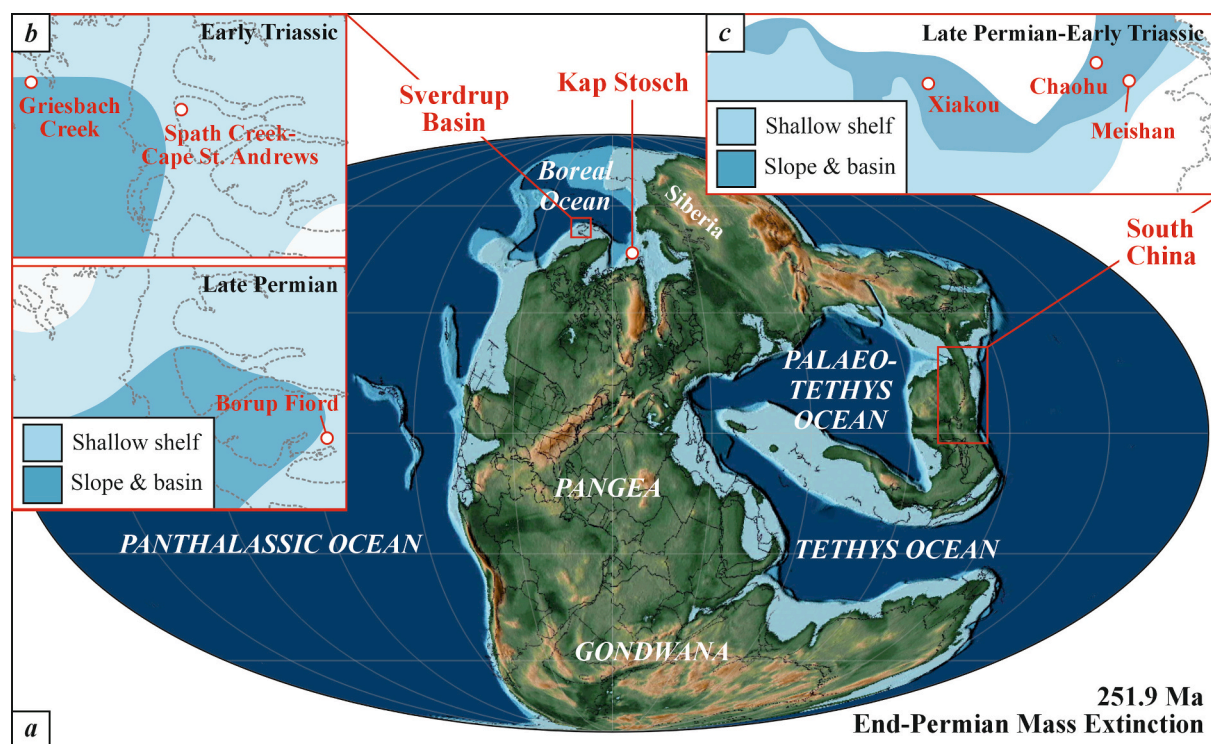 b
Early Triassic
Griesbach
Creek
Spath Creek-
Cape St. Andrews
Late Permian
Borup Fiord
Shallow shelf
Slope & basin
c
Late Permian-Early Triassic
Xiakou
Chaohu
Meishan
Shallow shelf
Slope & basin
Sverdrup
Basin
Kap Stosch
South
China
Boreal
Ocean
Siberia
PALAEO-
TETHYS
OCEAN
PANGEA
PANTHALASSIC OCEAN
TETHYS OCEAN
GONDWANA
251.9 Ma
End-Permian Mass Extinction
a